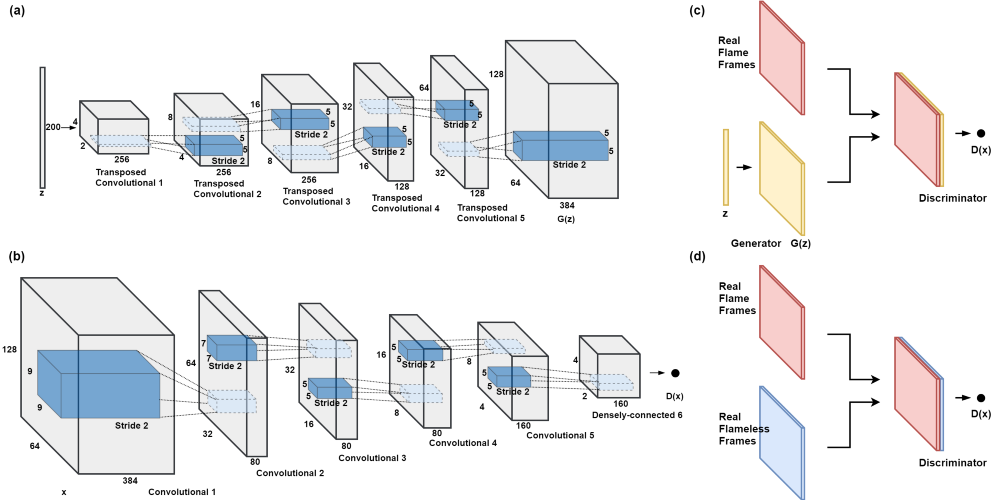 (a)
200
z
4
2
256
Transposed
Convolutional 1
8
4
5
5
Stride 2
256
Transposed
Convolutional 2
16
8
5
5
Stride 2
256
Transposed
Convolutional 3
32
16
5
5
Stride 2
128
Transposed
Convolutional 4
64
32
5
5
Stride 2
128
Transposed
Convolutional 5
128
64
5
5
Stride 2
384
G(z)
(b)
128
9
9
64
Stride 2
384
x
Convolutional 1
7
7
64
Stride 2
32
80
Convolutional 2
32
5
5
Stride 2
16
80
Convolutional 3
16
5
5
Stride 2
8
80
Convolutional 4
8
5
5
Stride 2
4
160
Convolutional 5
4
2
160
Densely-connected 6
D(x)
(c)
Real
Flame
Frames
z
Generator G(z)
D(x)
Discriminator
(d)
Real
Flame
Frames
Real
Real Flameless
Frames
D(x)
Discriminator